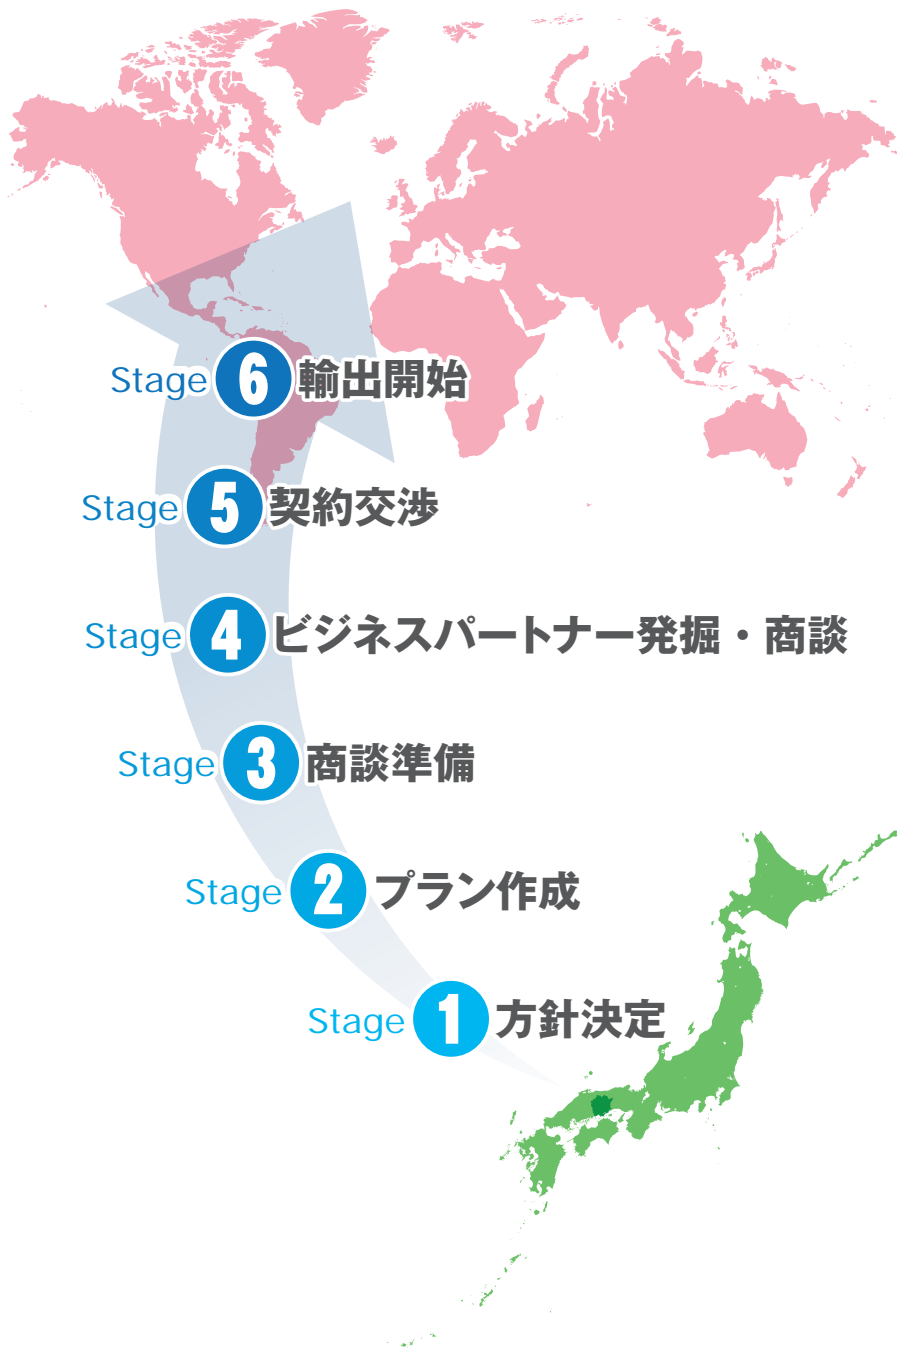 Stage 6 輸出開始
Stage 5 契約交渉
Stage 4 ビジネスパートナー発掘・商談
Stage 3 商談準備
Stage 2 プラン作成
Stage 1 方針決定